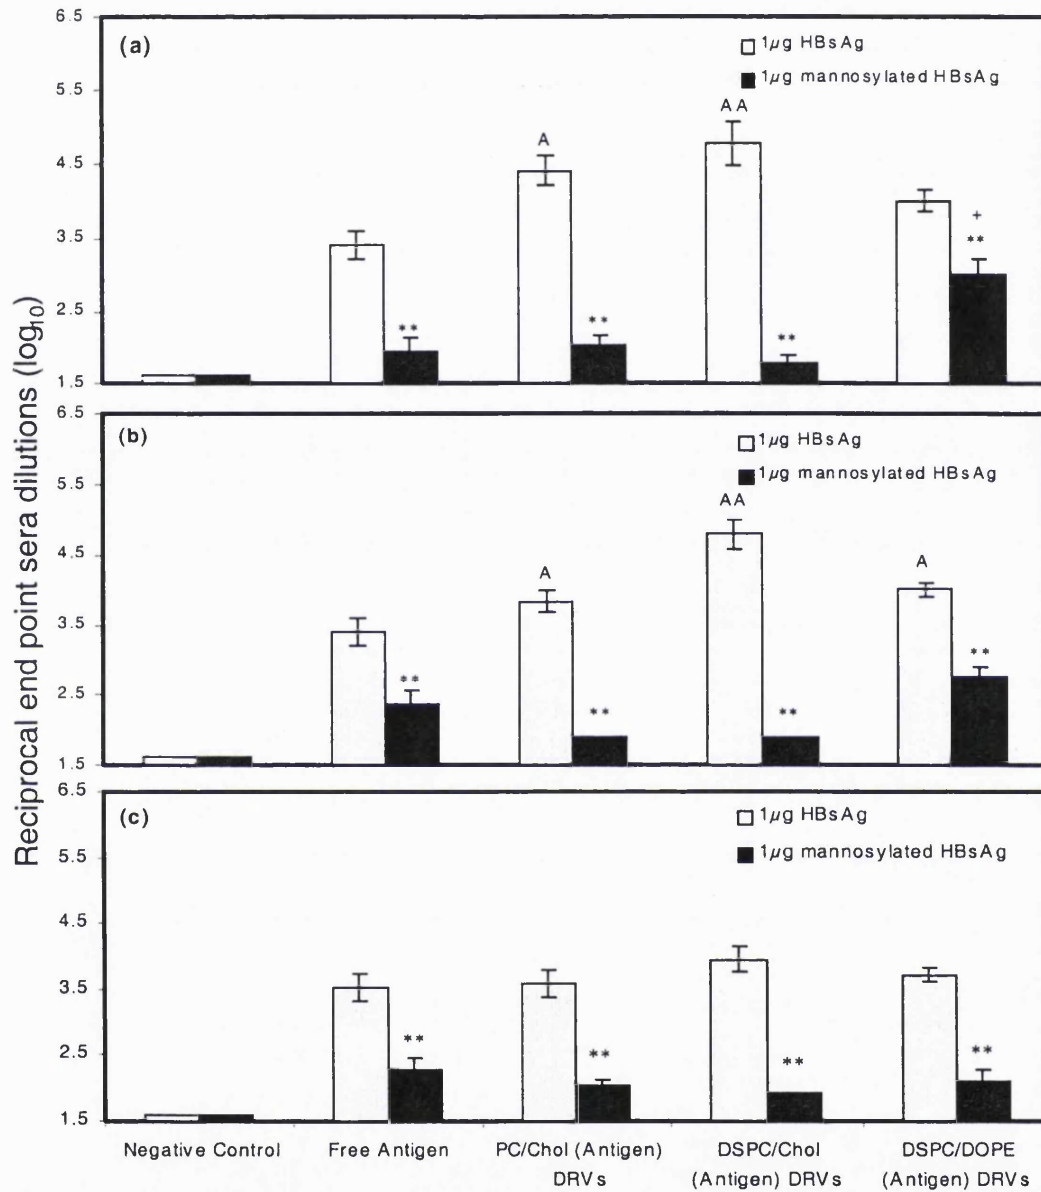 Reciprocal end point sera dilutions (log10)
(a)
1µg HBsAg
1µg mannosylated HBsAg
6.5
5.5
4.5
3.5
2.5
1.5
**
A
**
AA
**
+
**
(b)
1µg HBsAg
1µg mannosylated HBsAg
6.5
5.5
4.5
3.5
2.5
1.5
**
A
**
AA
**
A
**
(c)
1µg HBsAg
1µg mannosylated HBsAg
6.5
5.5
4.5
3.5
2.5
1.5
**
**
**
**
Negative Control
Free Antigen
PC/Chol (Antigen)
DRVs
DSPC/Chol
(Antigen) DRVs
DSPC/DOPE
(Antigen) DRVs